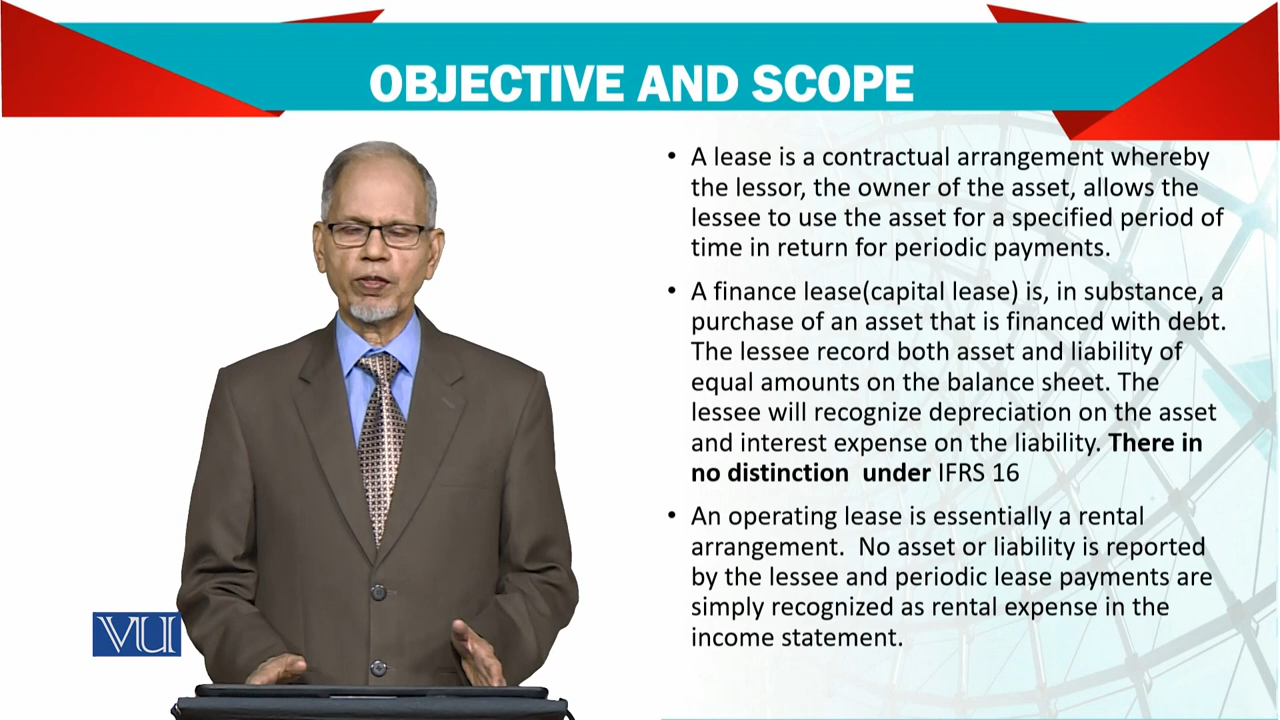 OBJECTIVE AND SCOPE
• A lease is a contractual arrangement whereby
the lessor, the owner of the asset, allows the
lessee to use the asset for a specified period of
time in return for periodic payments.
• A finance lease(capital lease) is, in substance, a
purchase of an asset that is financed with debt.
The lessee record both asset and liability of
equal amounts on the balance sheet. The
lessee will recognize depreciation on the asset
and interest expense on the liability. There in
no distinction  under IFRS 16
• An operating lease is essentially a rental
arrangement.  No asset or liability is reported
by the lessee and periodic lease payments are
simply recognized as rental expense in the
income statement.
VU